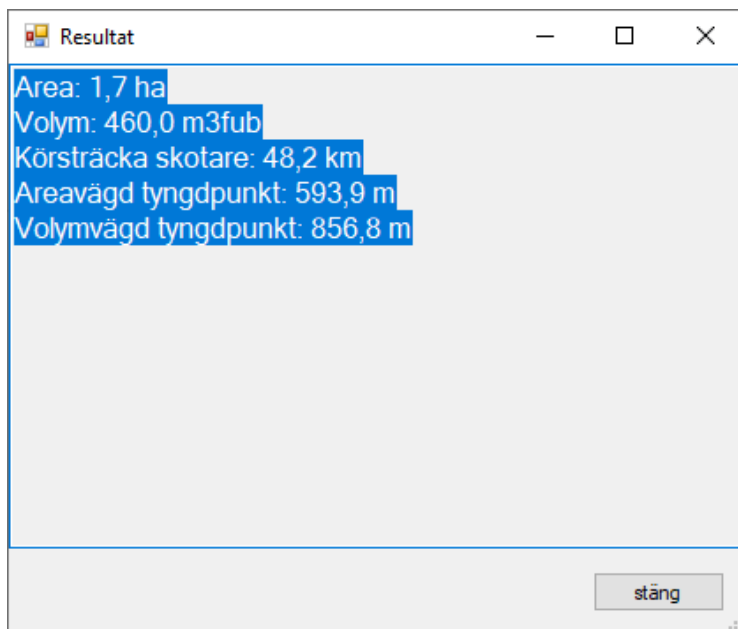 Resultat
Area: 1,7 ha
Volym: 460,0 m3fub
Körsträcka skotare: 48,2 km
Areavägd tyngdpunkt: 593,9 m
Volymvägd tyngdpunkt: 856,8 m
stäng